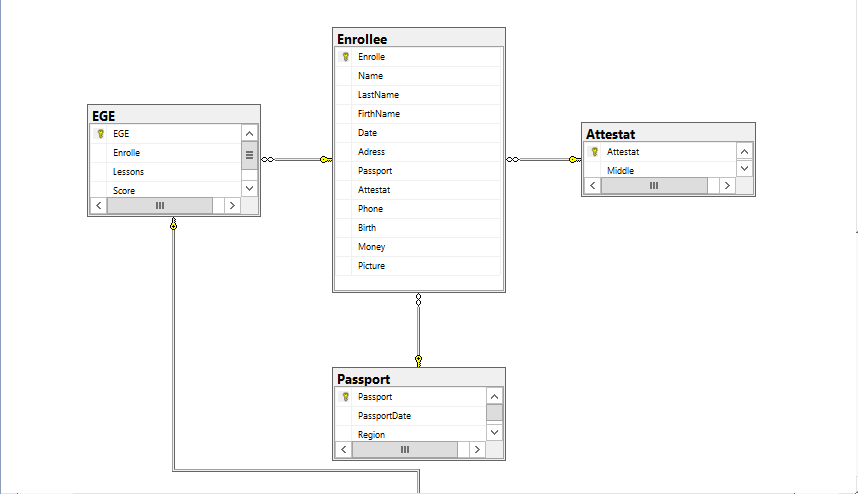 Enrollee
Enrolle
Name
LastName
FirthName
Date
Adress
Passport
Attestat
Phone
Birth
Money
Picture
EGE
EGE
Enrolle
Lessons
Score
Attestat
Attestat
Middle
Passport
Passport
PassportDate
Region